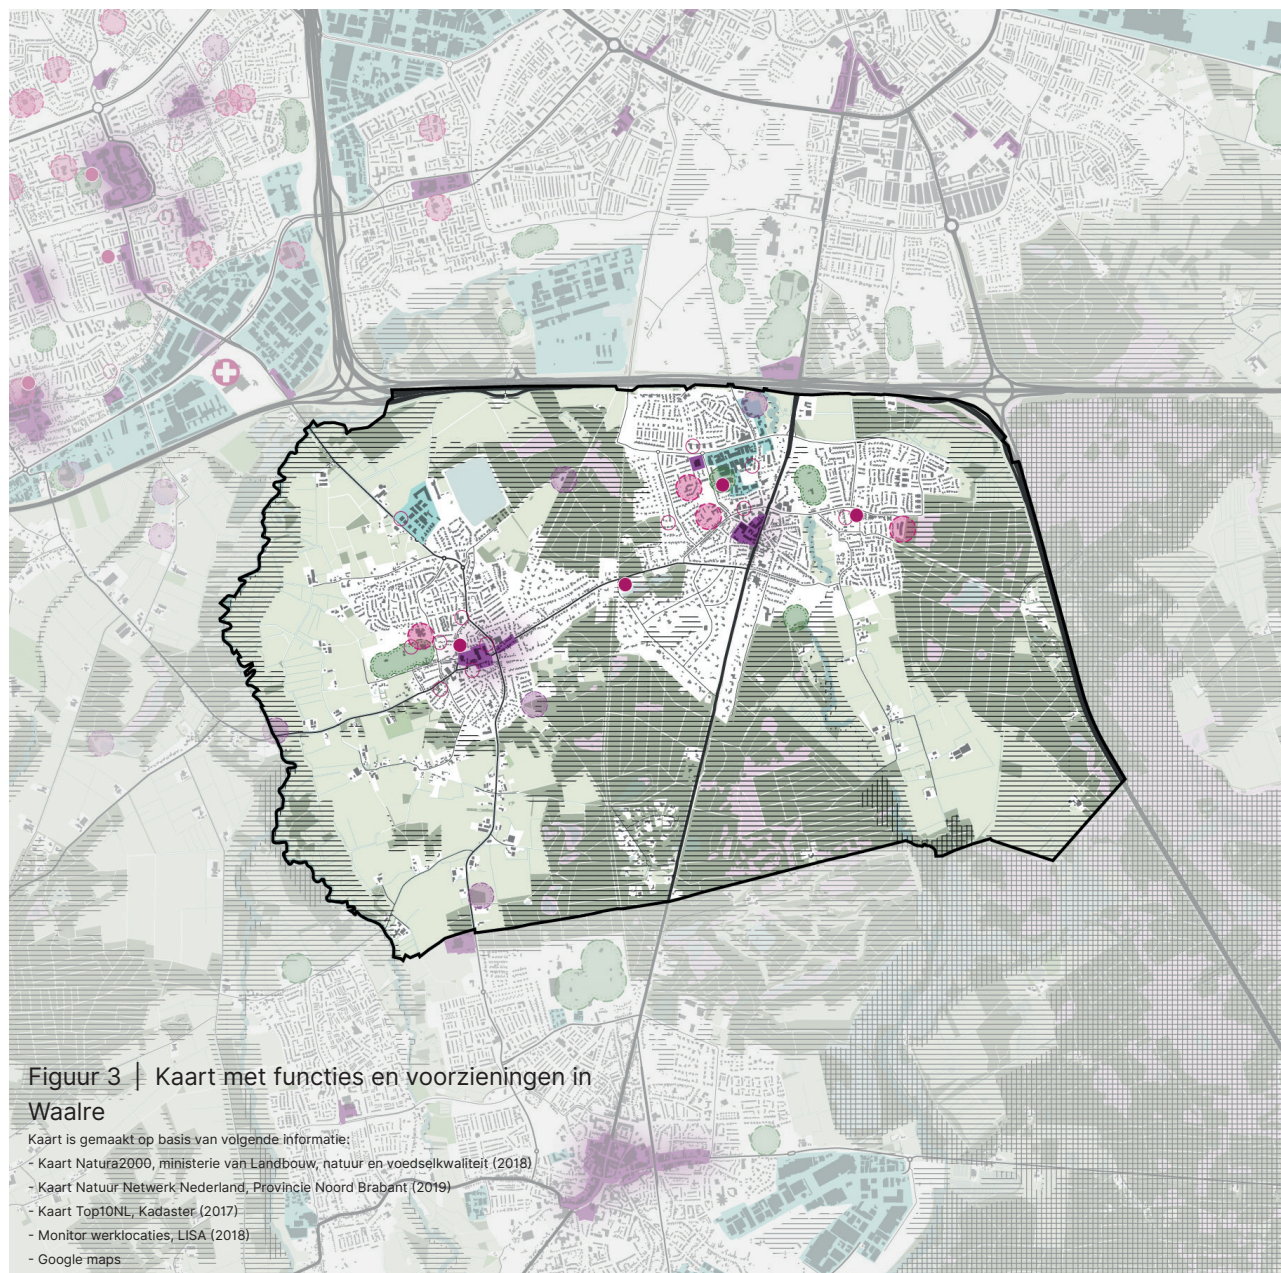 Figuur 3 | Kaart met functies en voorzieningen in
Waalre
Kaart is gemaakt op basis van volgende informatie:
- Kaart Natura2000, ministerie van Landbouw, natuur en voedselkwaliteit (2018)
- Kaart Natuur Netwerk Nederland, Provincie Noord Brabant (2019)
- Kaart Top10NL, Kadaster (2017)
- Monitor werklocaties, LISA (2018)
- Google maps